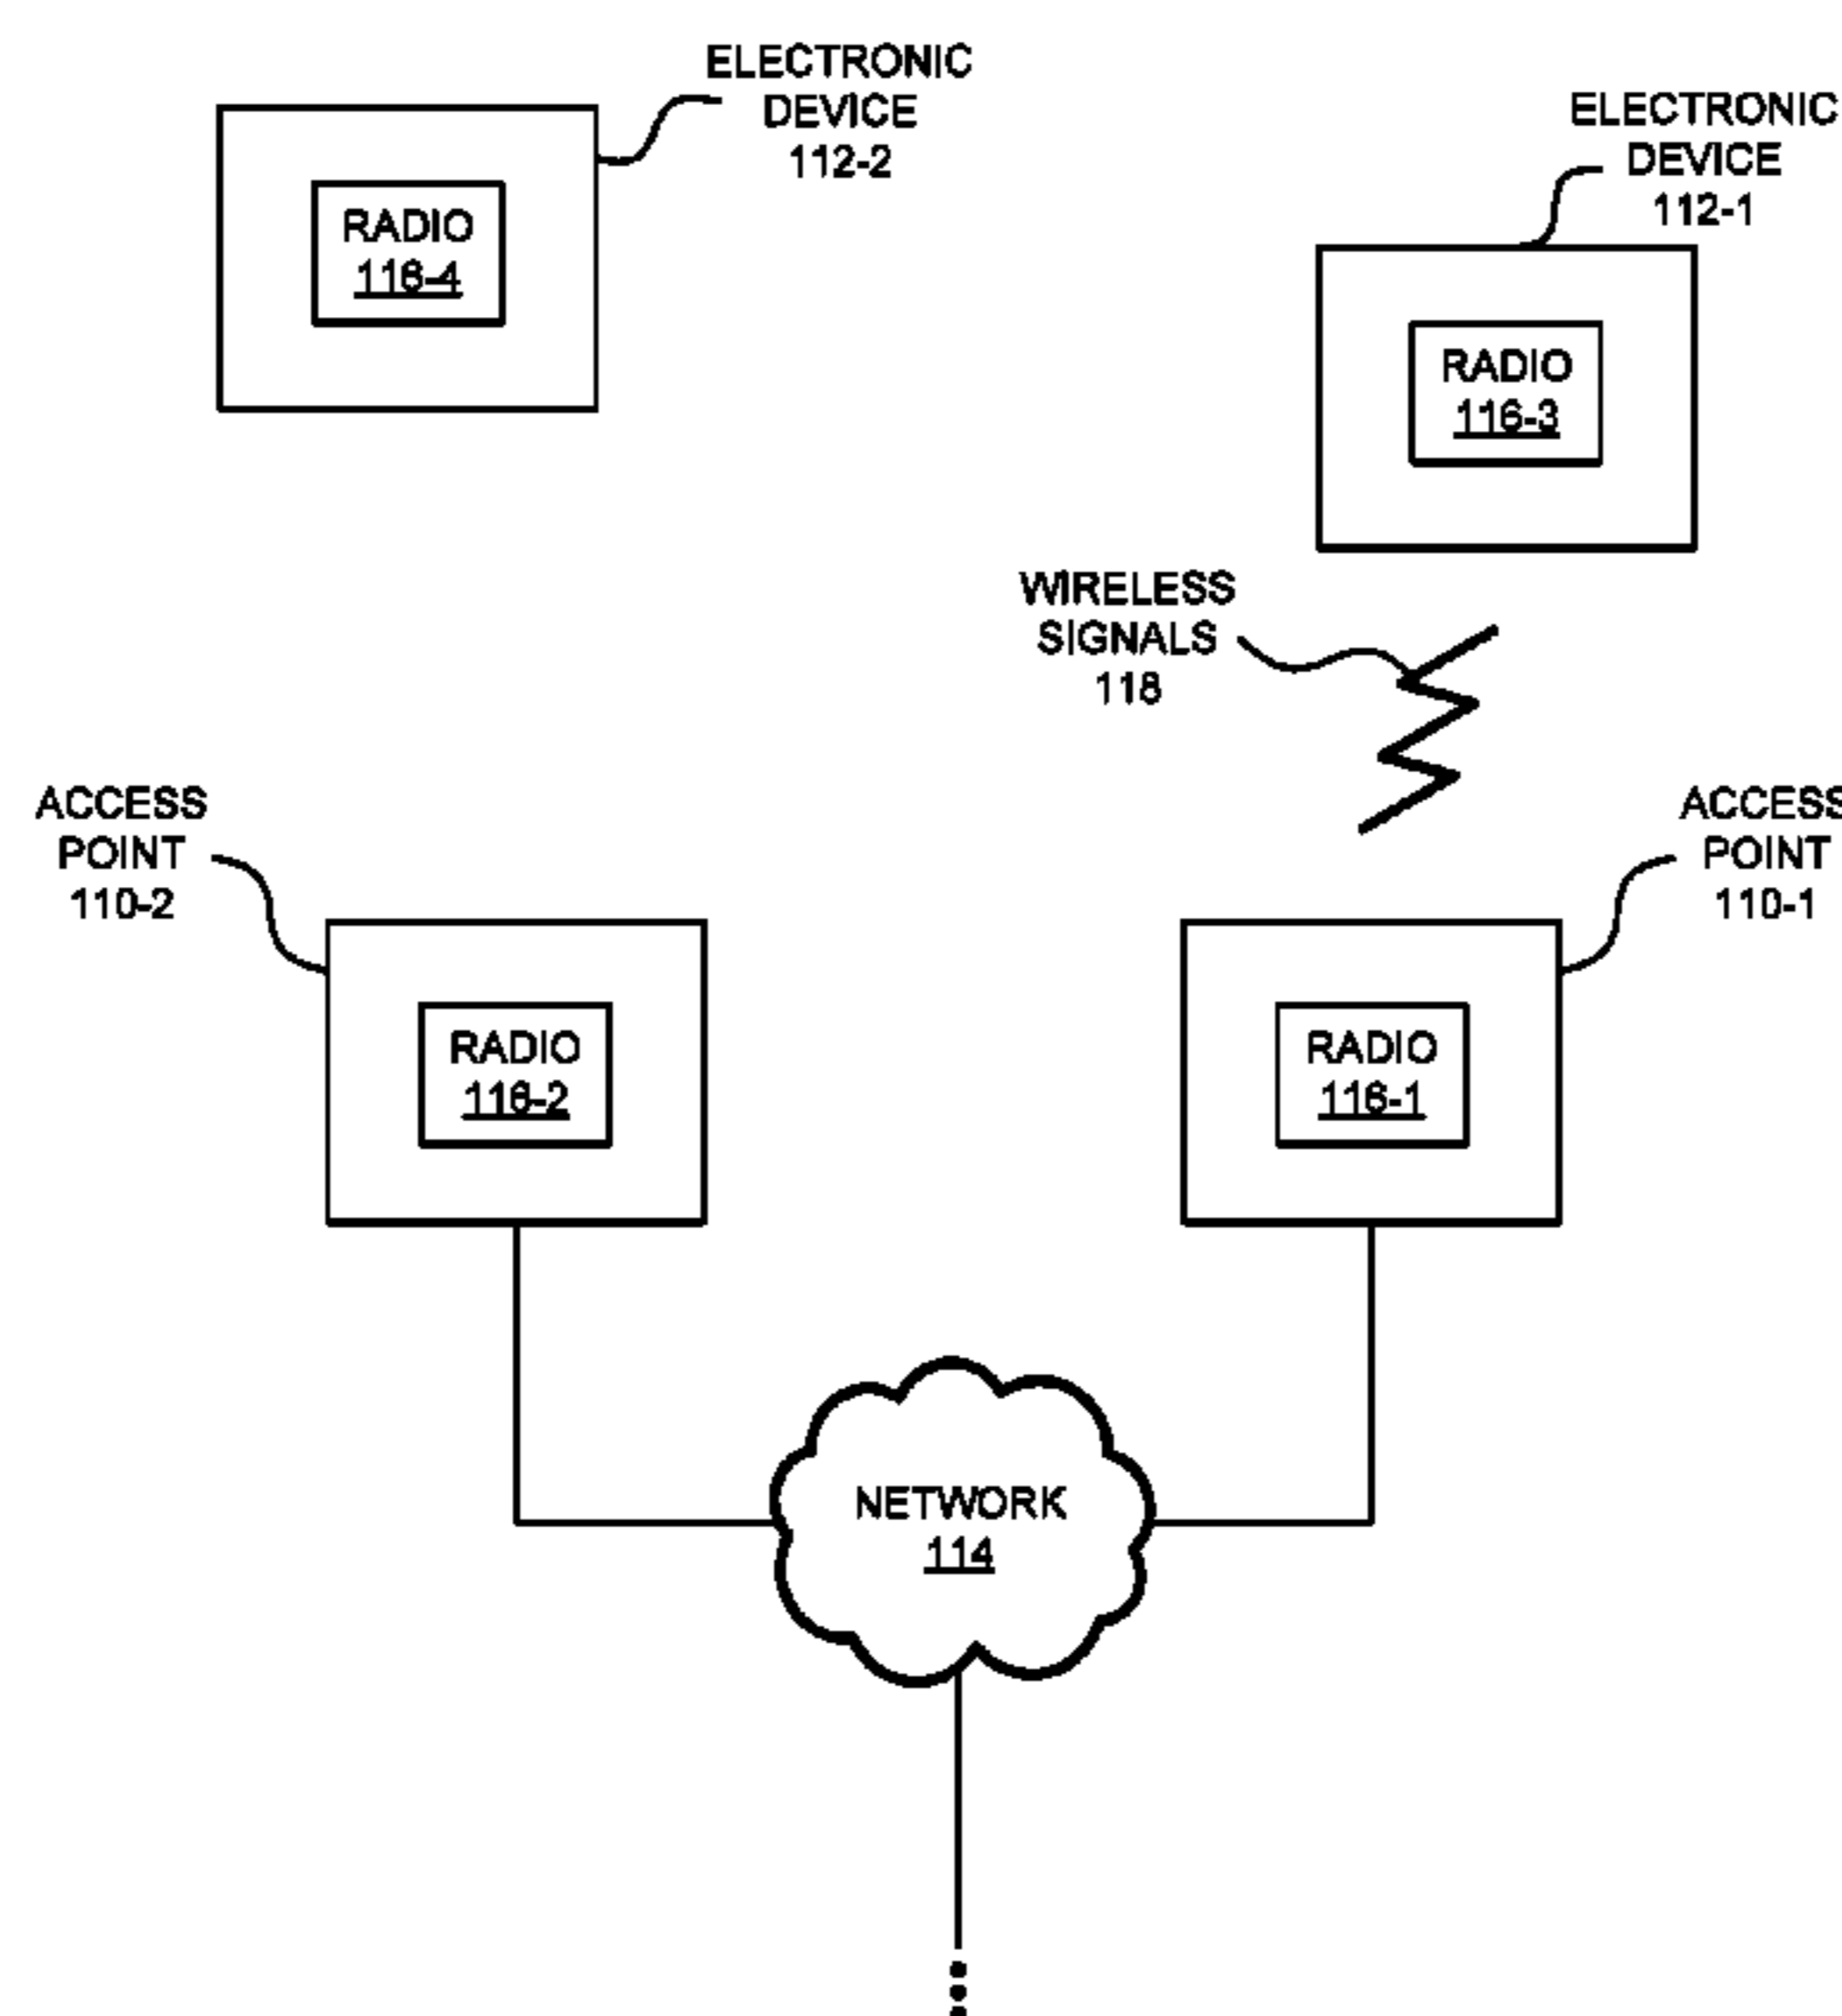 ELECTRONIC
DEVICE
112-2
ELECTRONIC
DEVICE
112-1
RADIO
116-4
RADIO
116-3
WIRELESS
SIGNALS
118
ACCESS
POINT
110-2
ACCESS
POINT
110-1
RADIO
116-2
RADIO
116-1
NETWORK
114